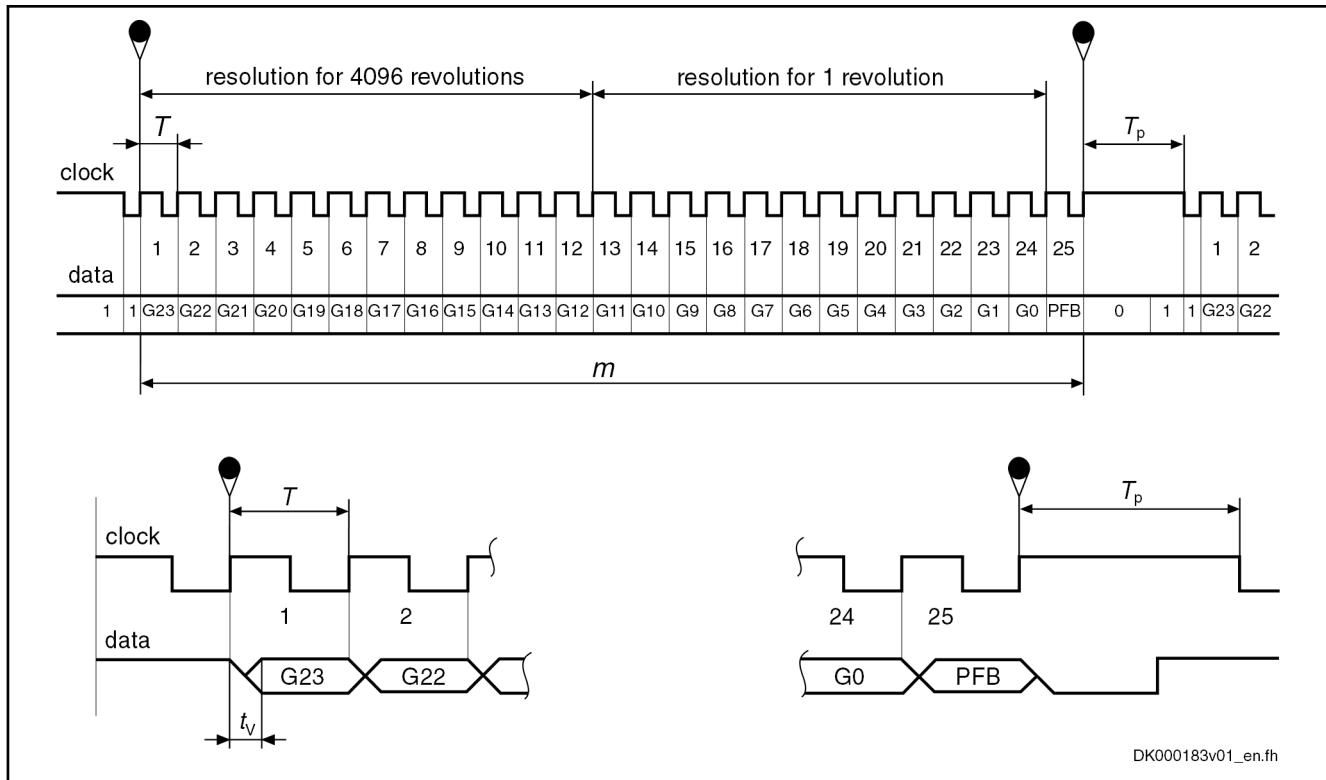 resolution for 4096 revolutions resolution for 1 revolution
T Tp
clock
1 2 3 4 5 6 7 8 9 10 11 12 13 14 15 16 17 18 19 20 21 22 23 24 25 1 2
data
1 1 G23 G22 G21 G20 G19 G18 G17 G16 G15 G14 G13 G12 G11 G10 G9 G8 G7 G6 G5 G4 G3 G2 G1 G0 PFB 0 1 1 G23 G22
m
T Tp
clock
1 2 24 25
data
G23 G22 G0 PFB
tV
DK000183v01_en.fh